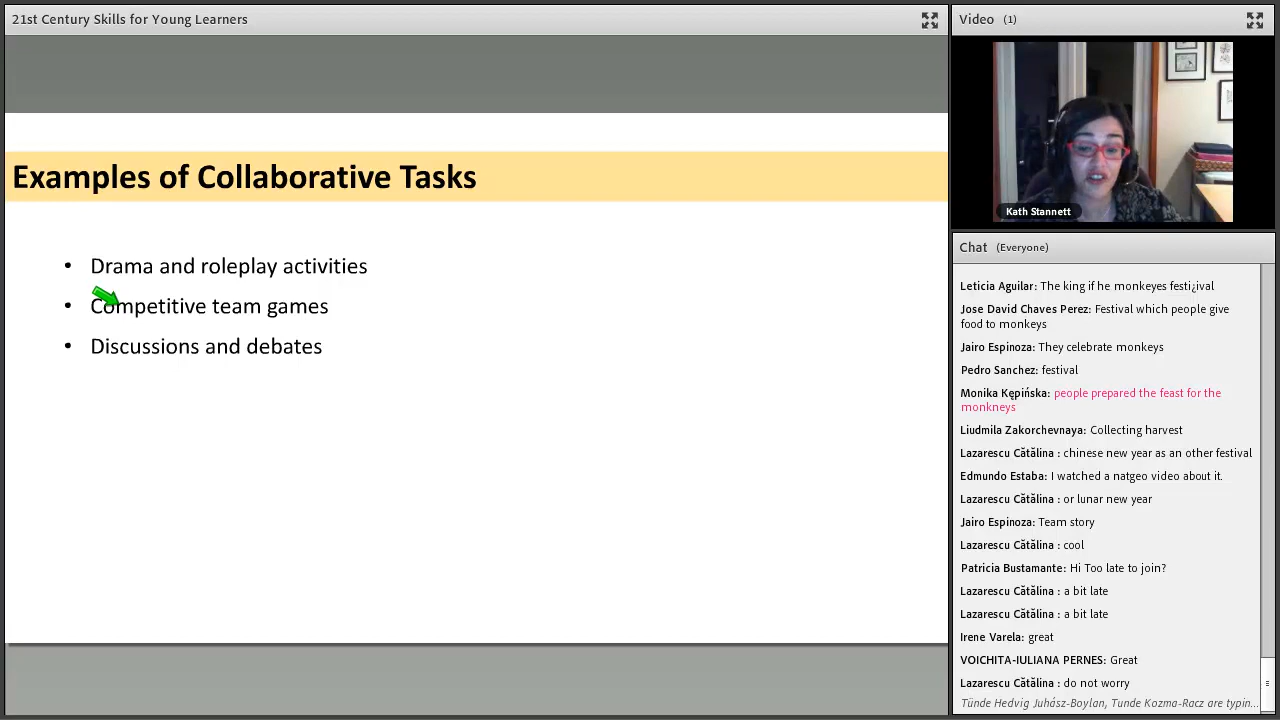 21st Century Skills for Young Learners
Examples of Collaborative Tasks
• Drama and roleplay activities
• Competitive team games
• Discussions and debates
Video (1)
Kath Stannett
Chat (Everyone)
Leticia Aguilar: The king if he monkeyes festi¿ival
Jose David Chaves Perez: Festival which people give
food to monkeys
Jairo Espinoza: They celebrate monkeys
Pedro Sanchez: festival
Monika Kępińska: people prepared the feast for the
monkneys
Liudmila Zakorchevnaya: Collecting harvest
Lazarescu Cătălina : chinese new year as an other festival
Edmundo Estaba: I watched a natgeo video about it.
Lazarescu Cătălina : or lunar new year
Jairo Espinoza: Team story
Lazarescu Cătălina : cool
Patricia Bustamante: Hi Too late to join?
Lazarescu Cătălina : a bit late
Lazarescu Cătălina : a bit late
Irene Varela: great
VOICHITA-IULIANA PERNES: Great
Lazarescu Cătălina : do not worry
Tünde Hedvig Juhász-Boylan, Tunde Kozma-Racz are typin...